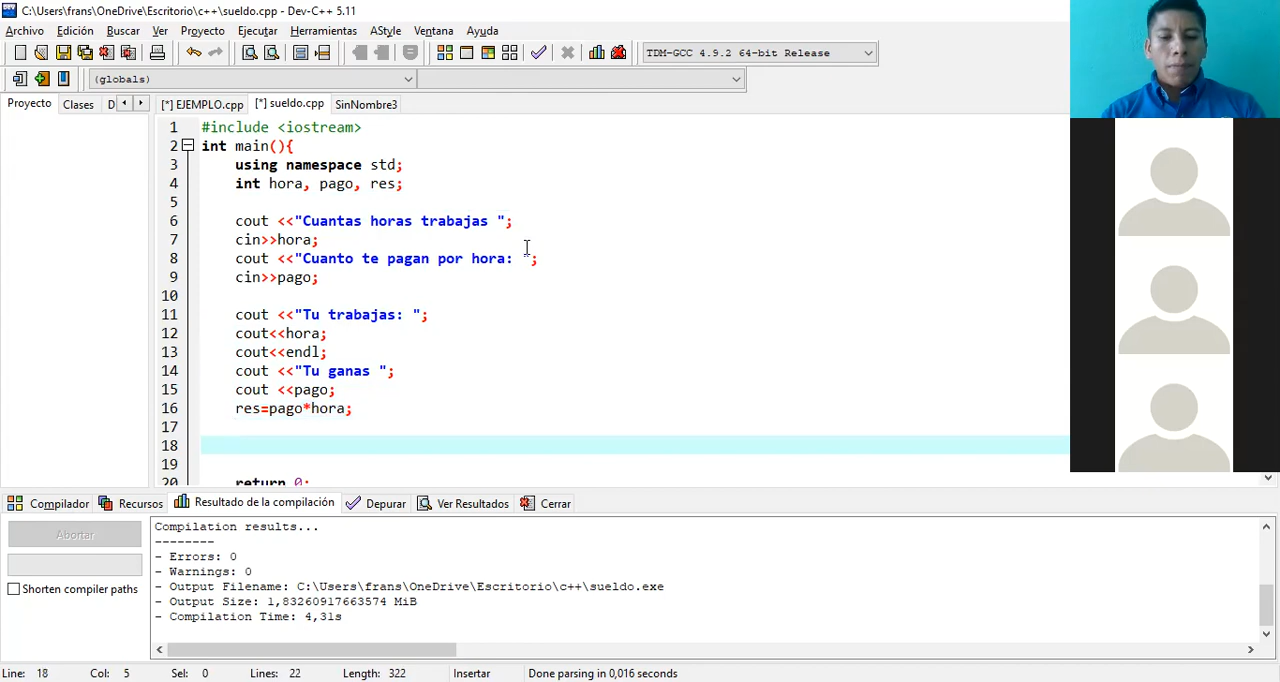 C:\Users\frans\OneDrive\Escritorio\c++\sueldo.cpp - Dev-C++ 5.11
Archivo Edición Buscar Ver Proyecto Ejecutar Herramientas AStyle Ventana Ayuda
TDM-GCC 4.9.2 64-bit Release
(globals)
Proyecto Clases D [*] EJEMPLO.cpp [*] sueldo.cpp SinNombre3
1 #include <iostream>
2 int main(){
3 using namespace std;
4 int hora, pago, res;
5
6 cout <<"Cuantas horas trabajas ";
7 cin>>hora;
8 cout <<"Cuanto te pagan por hora: ";
9 cin>>pago;
10
11 cout <<"Tu trabajas: ";
12 cout<<hora;
13 cout<<endl;
14 cout <<"Tu ganas ";
15 cout <<pago;
16 res=pago*hora;
17
18
19
20 return 0;
Compilador Recursos Resultado de la compilación Depurar Ver Resultados Cerrar
Abortar
Shorten compiler paths
Compilation results...
--------
- Errors: 0
- Warnings: 0
- Output Filename: C:\Users\frans\OneDrive\Escritorio\c++\sueldo.exe
- Output Size: 1,83260917663574 MiB
- Compilation Time: 4,31s
Line: 18 Col: 5 Sel: 0 Lines: 22 Length: 322 Insertar Done parsing in 0,016 seconds